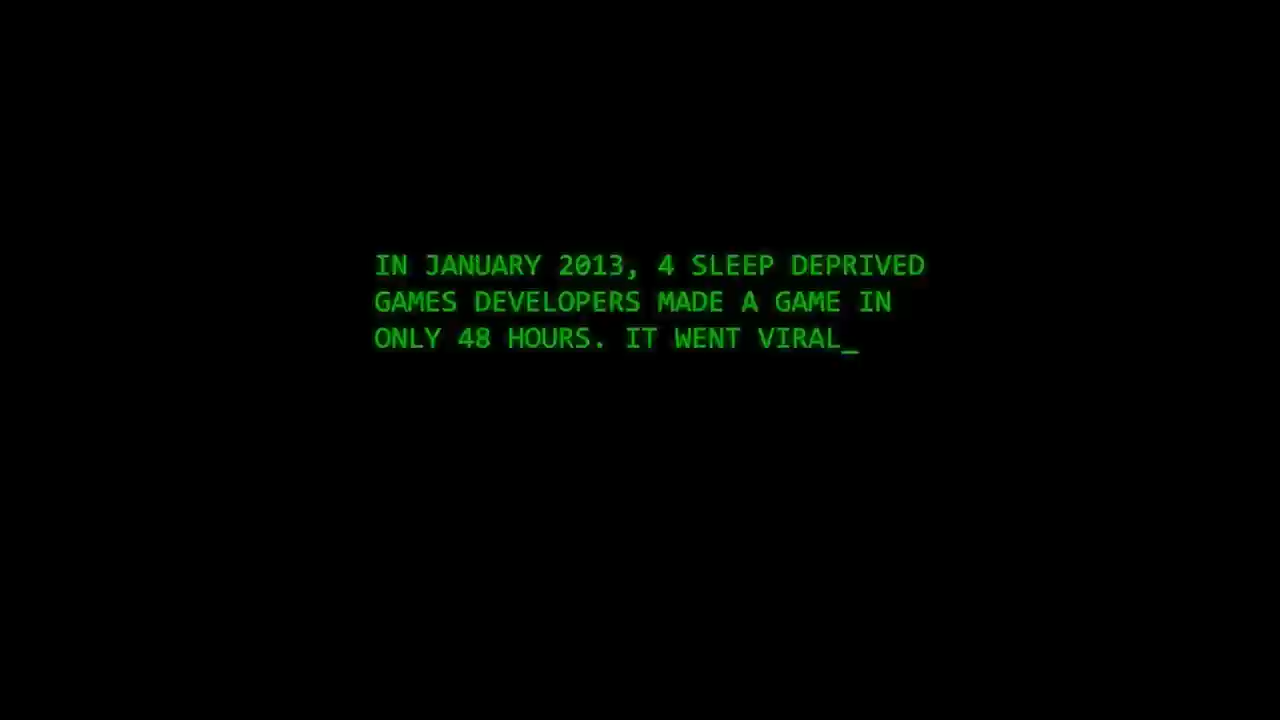 IN JANUARY 2013, 4 SLEEP DEPRIVED
GAMES DEVELOPERS MADE A GAME IN
ONLY 48 HOURS. IT WENT VIRAL_